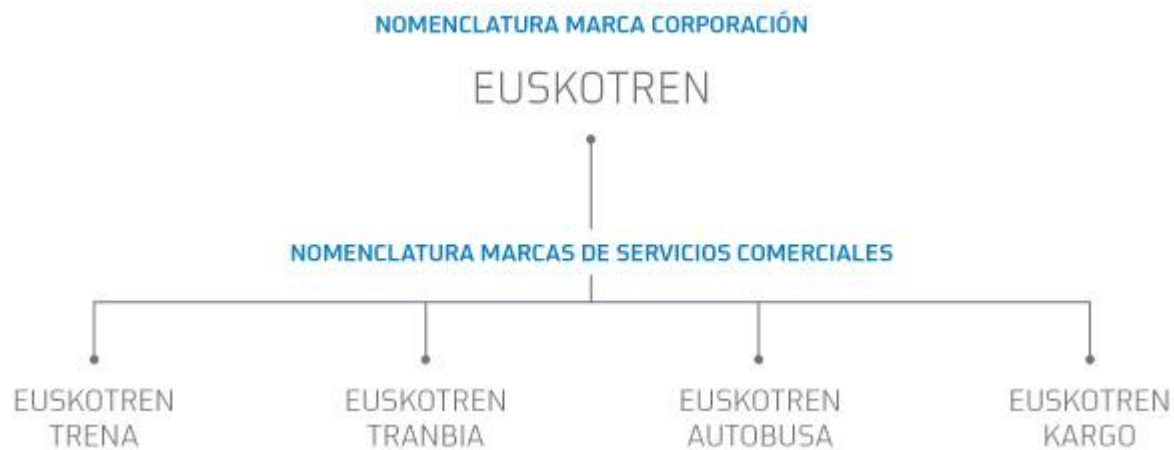 NOMENCLATURA MARCA CORPORACIÓN
EUSKOTREN
NOMENCLATURA MARCAS DE SERVICIOS COMERCIALES
EUSKOTREN
TRENA
EUSKOTREN
TRANBIA
EUSKOTREN
AUTOBUSA
EUSKOTREN
KARGO